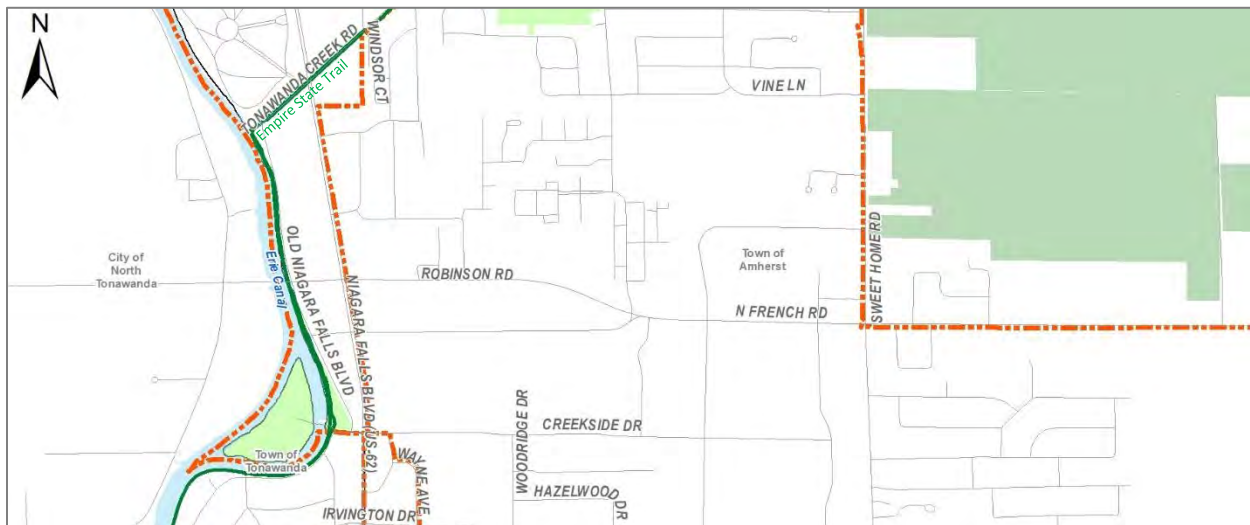 N
TONAWANDA CREEK RD
Empire State Trail
WINDSOR CT
VINE LN
OLD NIAGARA FALLS BLVD
Erie Canal
City of
North
Tonawanda
ROBINSON RD
NIAGARA FALLS BLVD (US-62)
Town of
Amherst
SWEET HOME RD
N FRENCH RD
WOODRIDGE DR
CREEKSIDE DR
Town of
Tonawanda
WAYNE AVE
HAZELWOOD DR
IRVINGTON DR